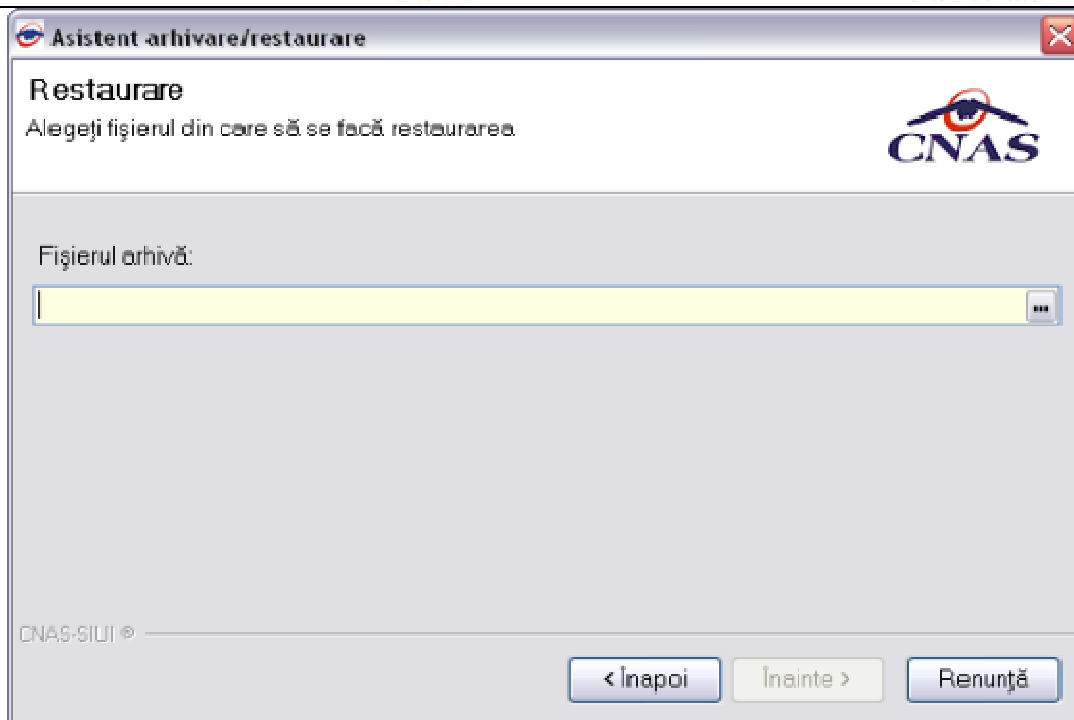 Asistent arhivare/restaurare
Restaurare
Alegeţi fişierul din care să se facă restaurarea
CNAS
Fişierul arhivă:
...
CNAS-SIUI ®
< Înapoi
Înainte >
Renunţă